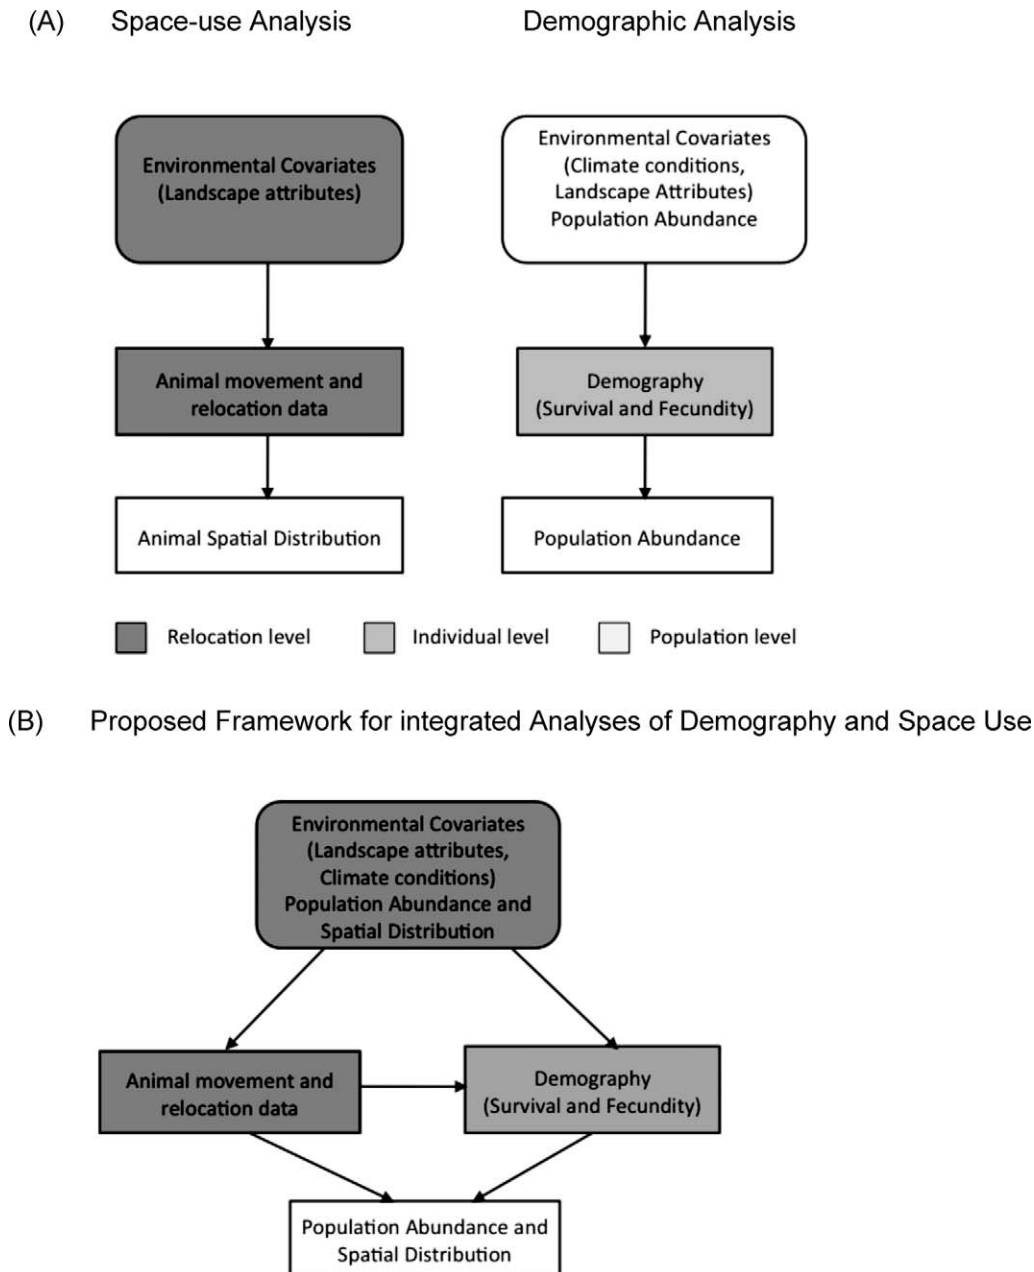 (A) Space-use Analysis Demographic Analysis
Environmental Covariates
(Landscape attributes)
Environmental Covariates
(Climate conditions,
Landscape Attributes)
Population Abundance
Animal movement and
relocation data
Demography
(Survival and Fecundity)
Animal Spatial Distribution
Population Abundance
Relocation level Individual level Population level
(B) Proposed Framework for integrated Analyses of Demography and Space Use
Environmental Covariates
(Landscape attributes,
Climate conditions)
Population Abundance and
Spatial Distribution
Animal movement and
relocation data
Demography
(Survival and Fecundity)
Population Abundance and
Spatial Distribution